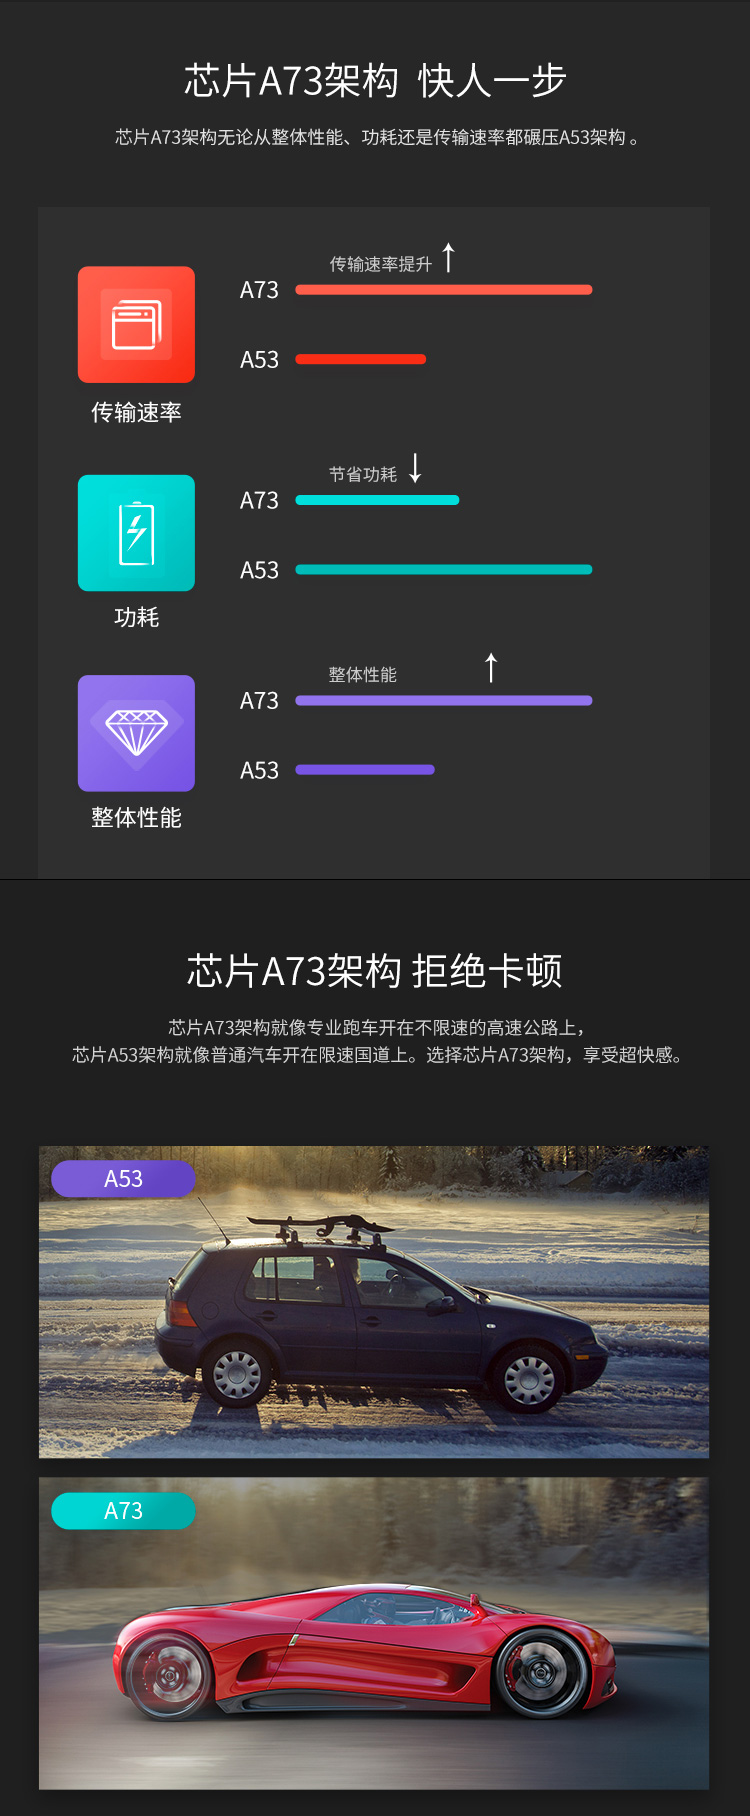 芯片A73架构 快人一步
芯片A73架构无论从整体性能、功耗还是传输速率都碾压A53架构 。
传输速率提升
A73
A53
传输速率
节省功耗
A73
A53
功耗
整体性能
A73
A53
整体性能
芯片A73架构 拒绝卡顿
芯片A73架构就像专业跑车开在不限速的高速公路上，
芯片A53架构就像普通汽车开在限速国道上。选择芯片A73架构，享受超快感。
A53
A73